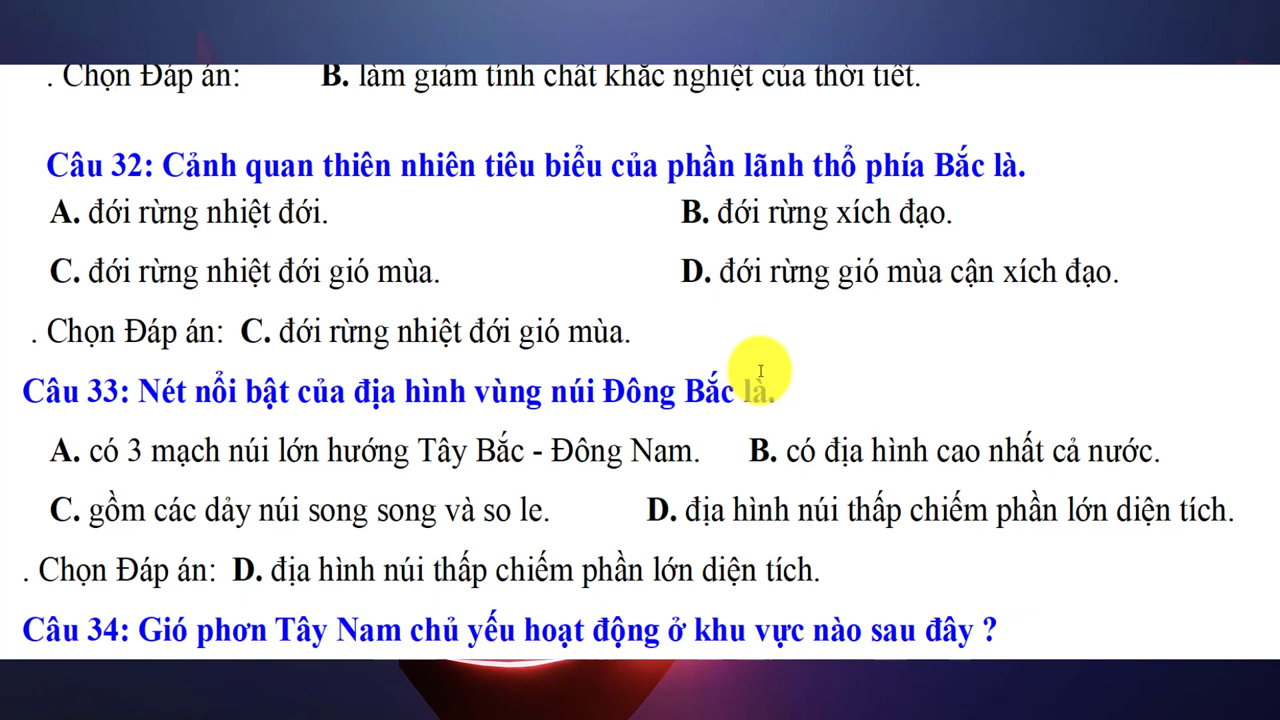 . Chọn Đáp án: B. làm giảm tính chất khắc nghiệt của thời tiết.
Câu 32: Cảnh quan thiên nhiên tiêu biểu của phần lãnh thổ phía Bắc là.
A. đới rừng nhiệt đới. B. đới rừng xích đạo.
C. đới rừng nhiệt đới gió mùa. D. đới rừng gió mùa cận xích đạo.
. Chọn Đáp án: C. đới rừng nhiệt đới gió mùa.
Câu 33: Nét nổi bật của địa hình vùng núi Đông Bắc là.
A. có 3 mạch núi lớn hướng Tây Bắc - Đông Nam. B. có địa hình cao nhất cả nước.
C. gồm các dảy núi song song và so le. D. địa hình núi thấp chiếm phần lớn diện tích.
. Chọn Đáp án: D. địa hình núi thấp chiếm phần lớn diện tích.
Câu 34: Gió phơn Tây Nam chủ yếu hoạt động ở khu vực nào sau đây ?